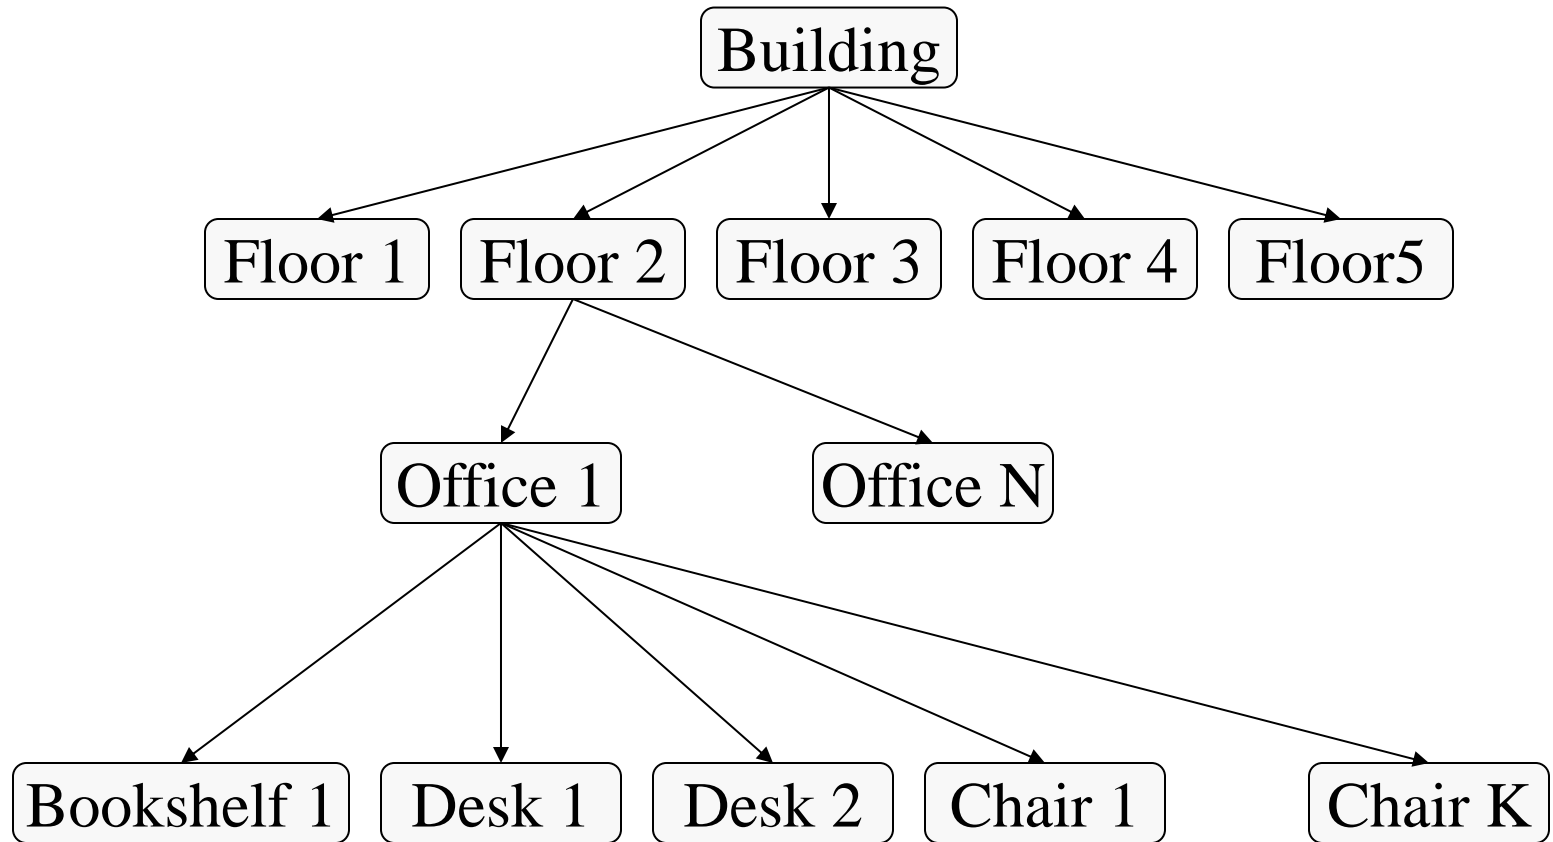 Building
Floor 1
Floor 2
Floor 3
Floor 4
Floor5
Office 1
Office N
Bookshelf 1
Desk 1
Desk 2
Chair 1
Chair K